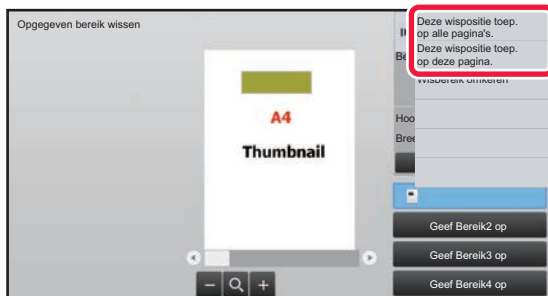 Opgegeven bereik wissen
Deze wispositie toep.
op alle pagina's.
Deze wispositie toep.
op deze pagina.
Wisbereik omkeren
A4
Thumbnail
Geef Bereik2 op
Geef Bereik3 op
Geef Bereik4 op